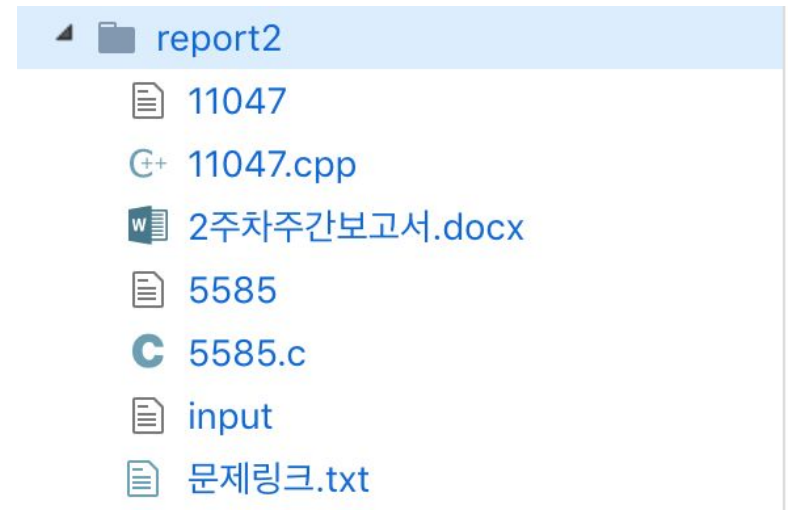 report2
11047
11047.cpp
2주차주간보고서.docx
5585
5585.c
input
문제링크.txt